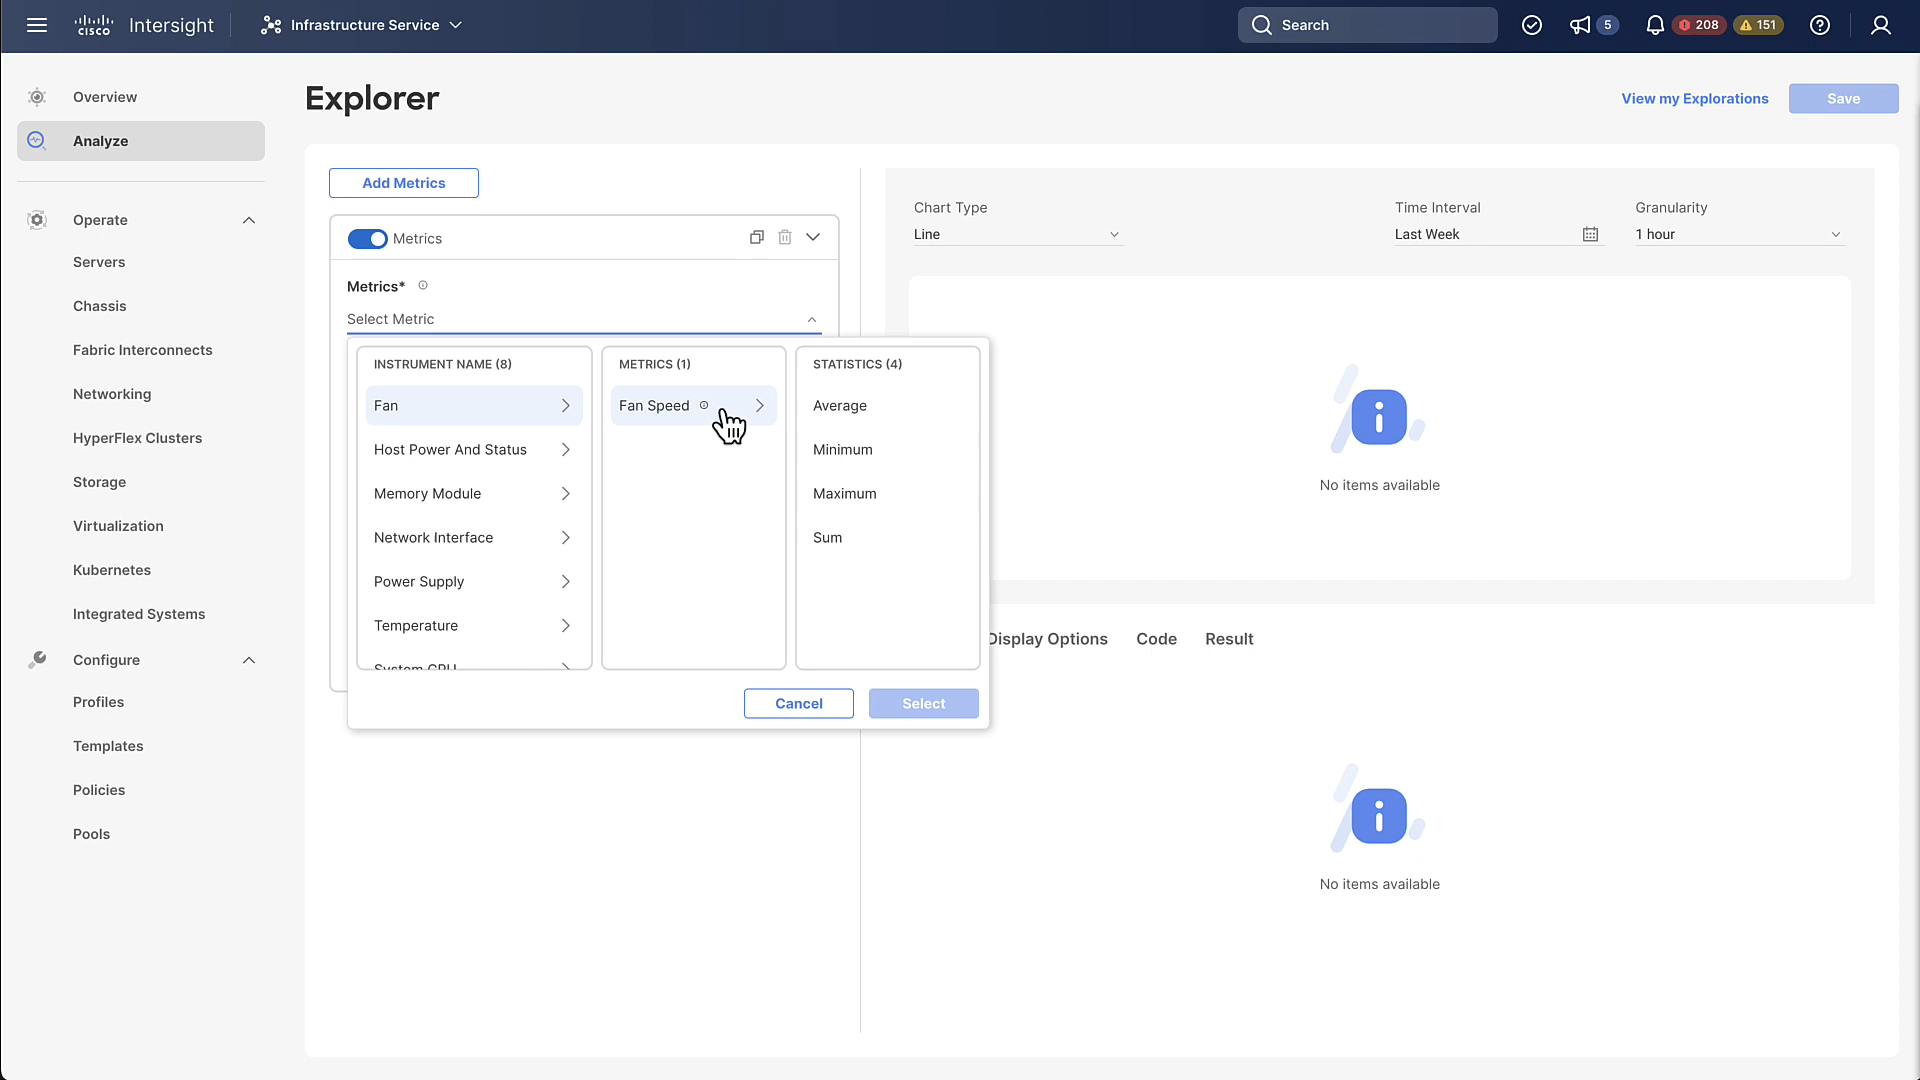 cisco Intersight
Infrastructure Service
Search
5
208
151
Overview
Analyze
Operate
Servers
Chassis
Fabric Interconnects
Networking
HyperFlex Clusters
Storage
Virtualization
Kubernetes
Integrated Systems
Configure
Profiles
Templates
Policies
Pools
Explorer
View my Explorations
Save
Add Metrics
Metrics
Metrics*
Select Metric
INSTRUMENT NAME (8)
Fan
Host Power And Status
Memory Module
Network Interface
Power Supply
Temperature
System CPU
METRICS (1)
Fan Speed
STATISTICS (4)
Average
Minimum
Maximum
Sum
Cancel
Select
Chart Type
Line
Time Interval
Last Week
Granularity
1 hour
No items available
Display Options
Code
Result
No items available